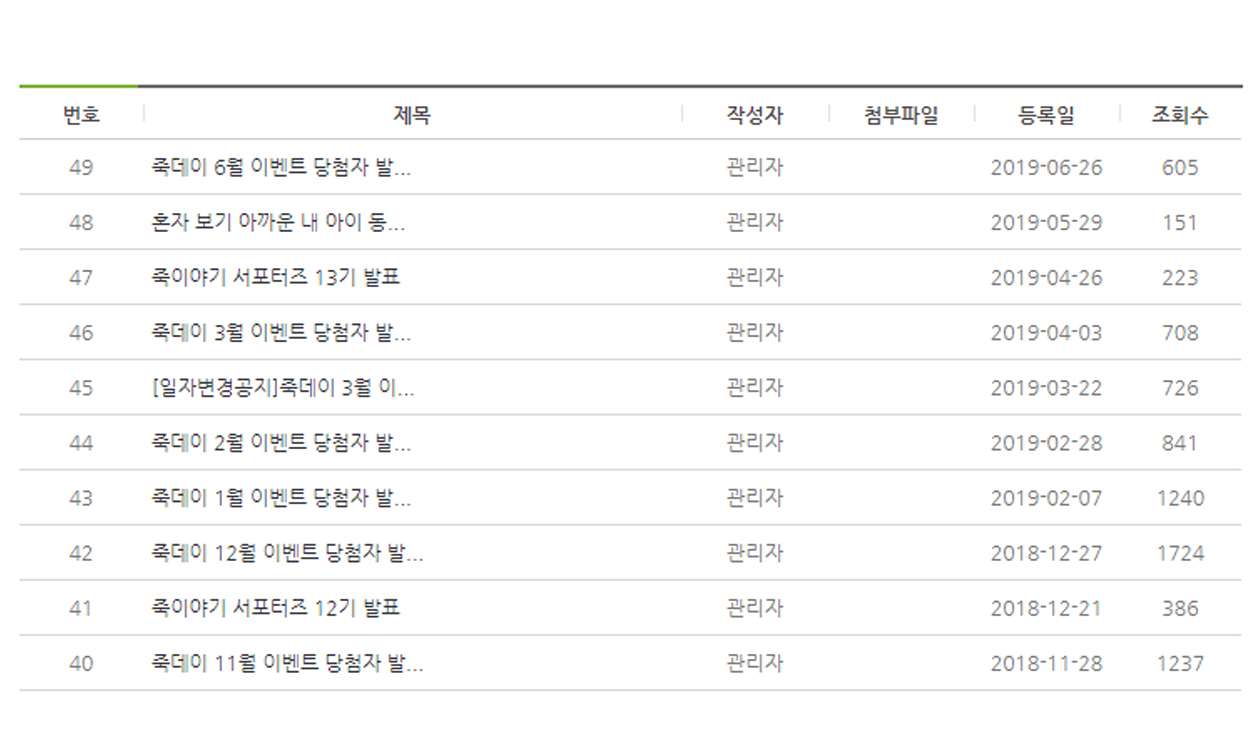 번호 제목 작성자 첨부파일 등록일 조회수
49 죽데이 6월 이벤트 당첨자 발... 관리자 2019-06-26 605
48 혼자 보기 아까운 내 아이 동... 관리자 2019-05-29 151
47 죽이야기 서포터즈 13기 발표 관리자 2019-04-26 223
46 죽데이 3월 이벤트 당첨자 발... 관리자 2019-04-03 708
45 [일자변경공지]죽데이 3월 이... 관리자 2019-03-22 726
44 죽데이 2월 이벤트 당첨자 발... 관리자 2019-02-28 841
43 죽데이 1월 이벤트 당첨자 발... 관리자 2019-02-07 1240
42 죽데이 12월 이벤트 당첨자 발... 관리자 2018-12-27 1724
41 죽이야기 서포터즈 12기 발표 관리자 2018-12-21 386
40 죽데이 11월 이벤트 당첨자 발... 관리자 2018-11-28 1237